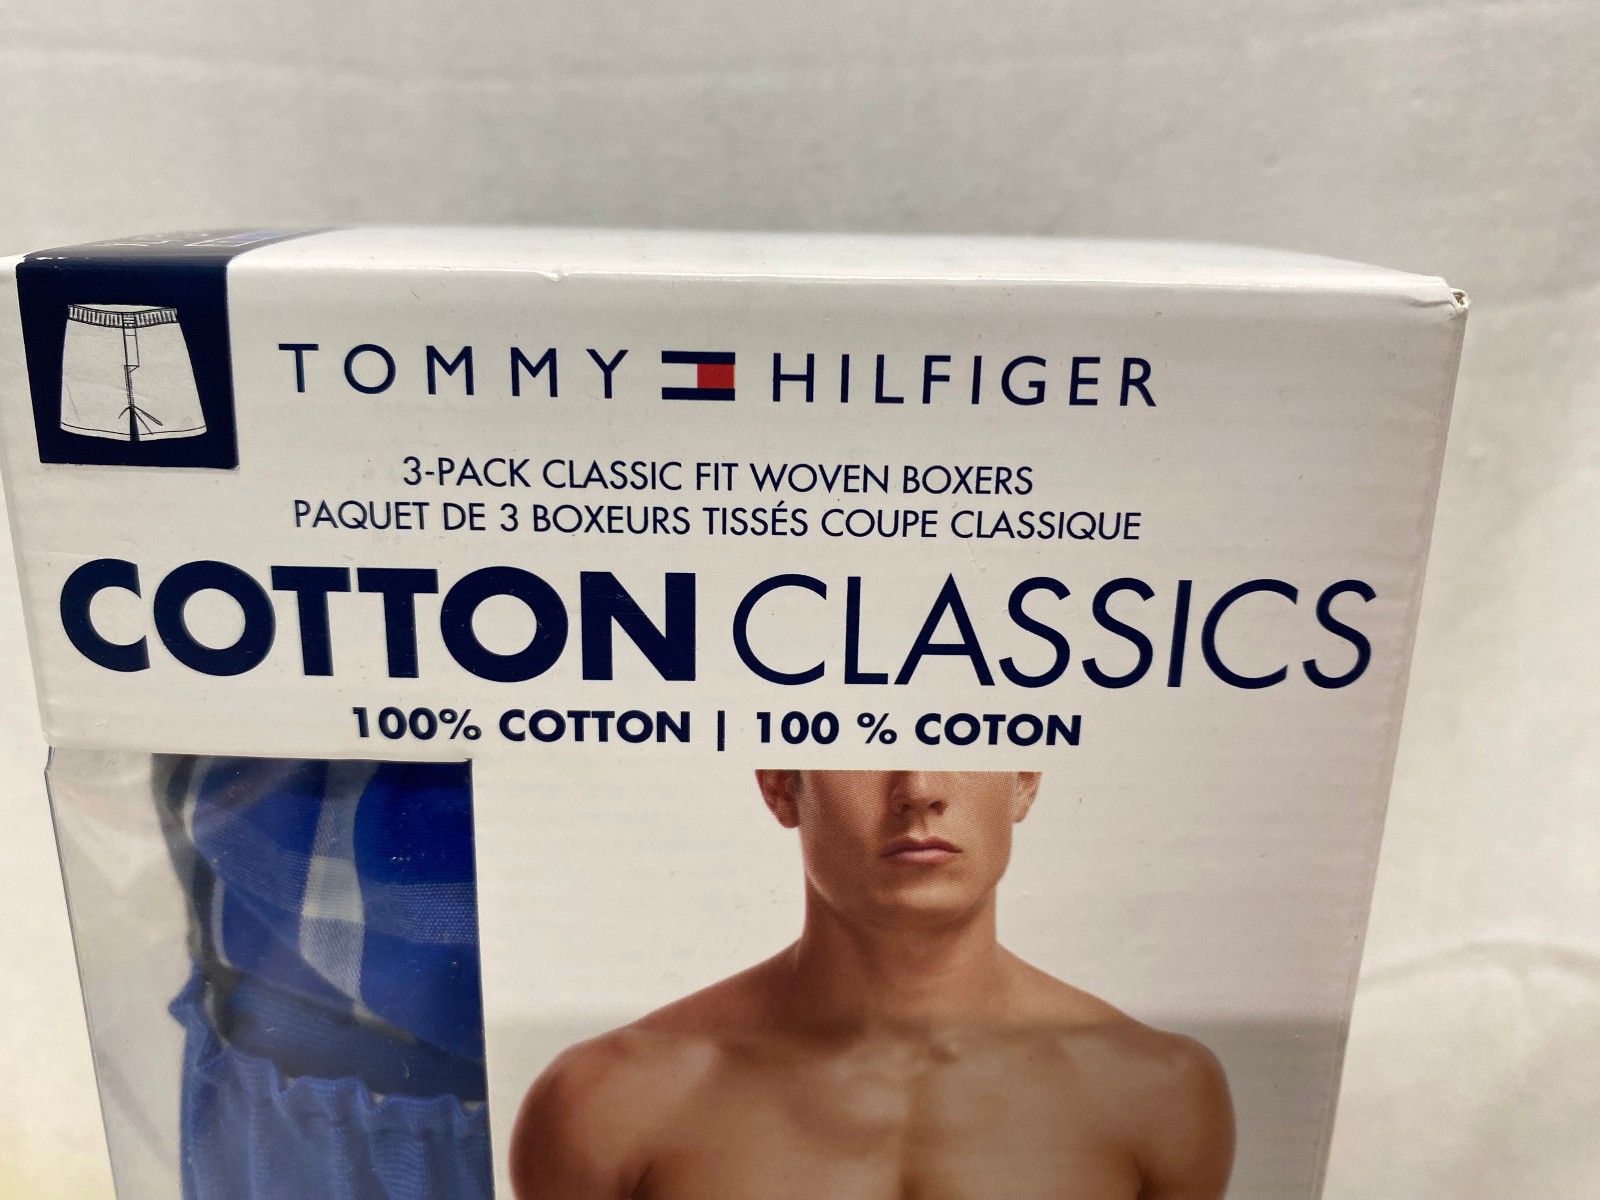 TOMMY HILFIGER
3-PACK CLASSIC FIT WOVEN BOXERS
PAQUET DE 3 BOXEURS TISSÉS COUPE CLASSIQUE
COTTON CLASSICS
100% COTTON | 100 % COTON